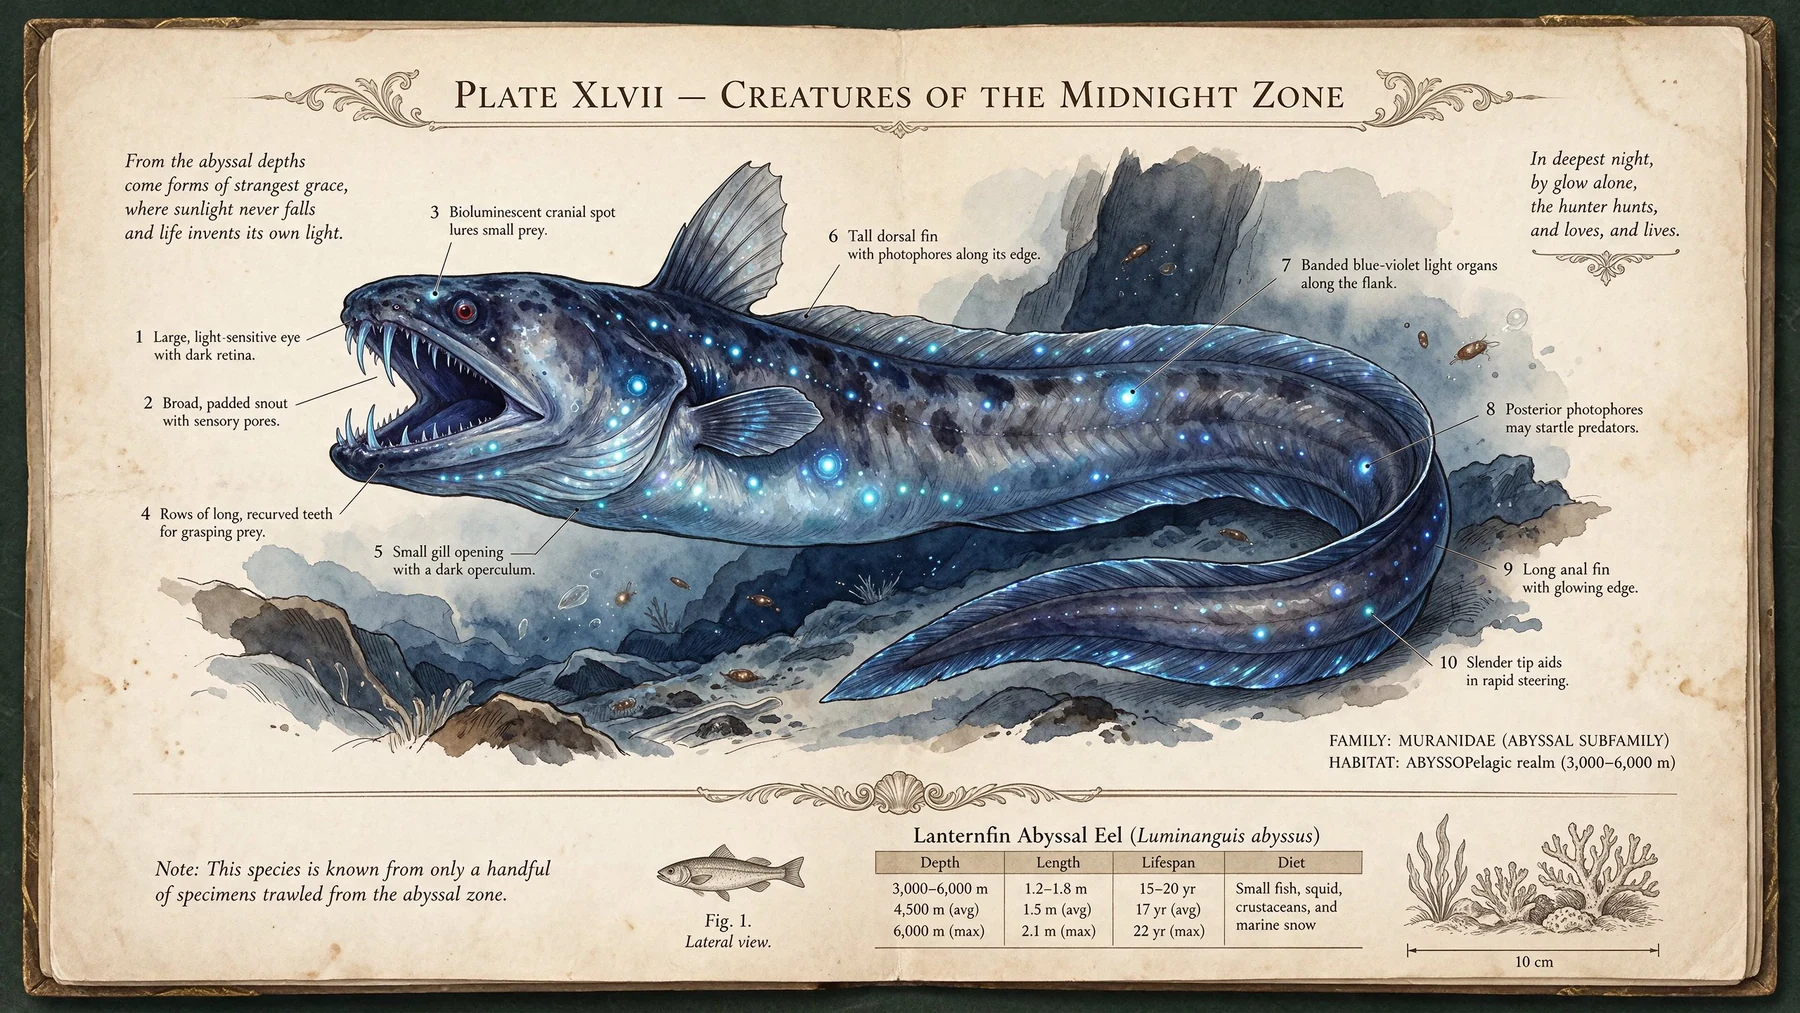 PLATE XLVII — CREATURES OF THE MIDNIGHT ZONE
From the abyssal depths
come forms of strangest grace,
where sunlight never falls
and life invents its own light.
In deepest night,
by glow alone,
the hunter hunts,
and loves, and lives.
1 Large, light-sensitive eye
with dark retina.
2 Broad, padded snout
with sensory pores.
3 Bioluminescent cranial spot
lures small prey.
4 Rows of long, recurved teeth
for grasping prey.
5 Small gill opening
with a dark operculum.
6 Tall dorsal fin
with photophores along its edge.
7 Banded blue-violet light organs
along the flank.
8 Posterior photophores
may startle predators.
9 Long anal fin
with glowing edge.
10 Slender tip aids
in rapid steering.
FAMILY: MURANIDAE (ABYSSAL SUBFAMILY)
HABITAT: ABYSSOPelagic realm (3,000–6,000 m)
Note: This species is known from only a handful
of specimens trawled from the abyssal zone.
Fig. 1.
Lateral view.
Lanternfin Abyssal Eel (Luminanguis abyssus)
Depth Length Lifespan Diet
3,000–6,000 m 1.2–1.8 m 15–20 yr Small fish, squid,
4,500 m (avg) 1.5 m (avg) 17 yr (avg) crustaceans, and
6,000 m (max) 2.1 m (max) 22 yr (max) marine snow
10 cm